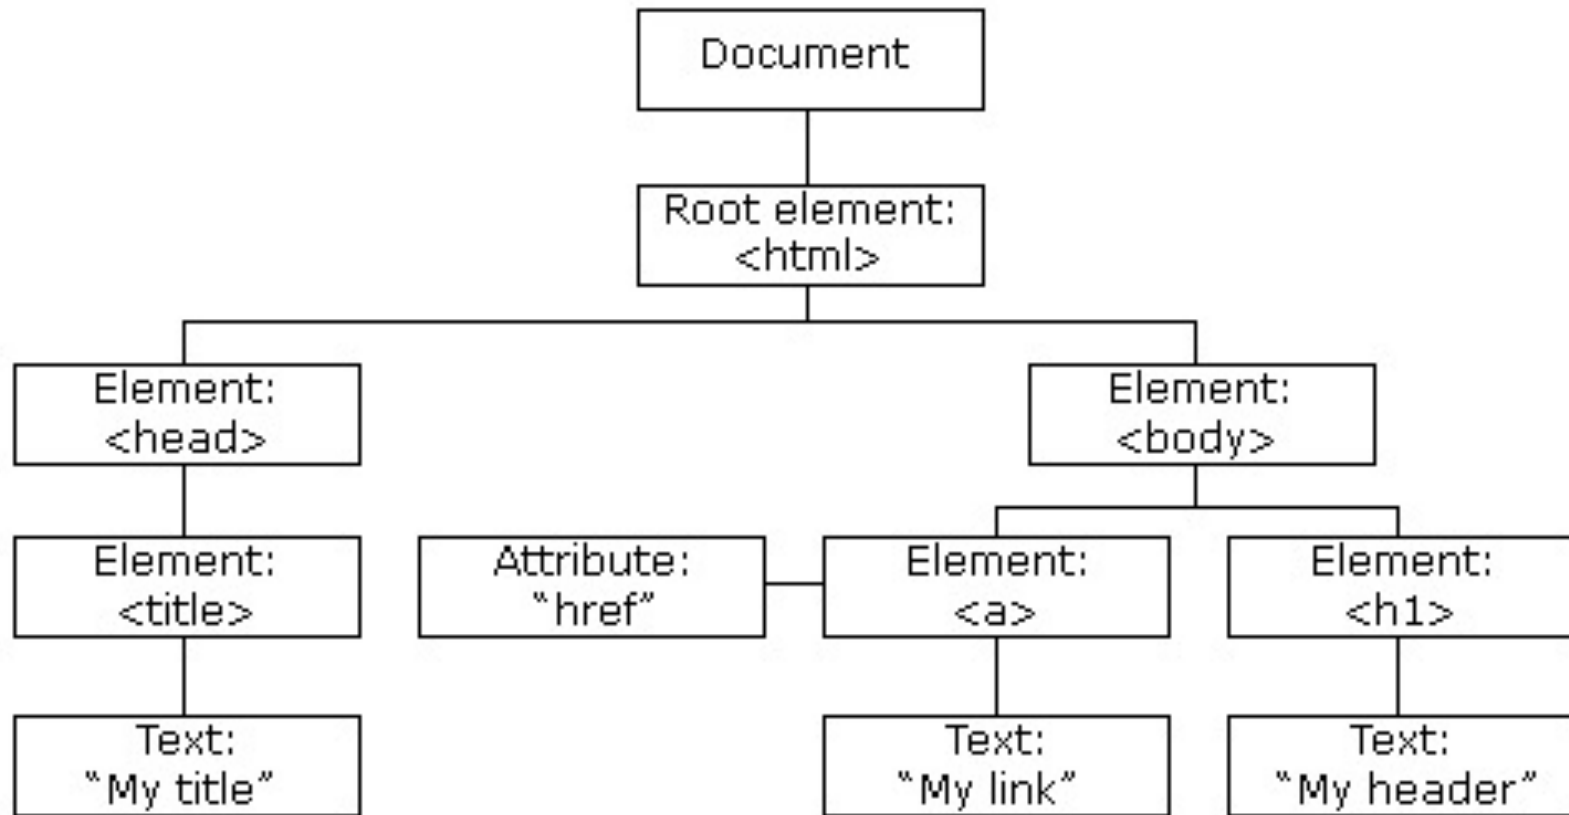 Document
Root element:
<html>
Element:
<head>
Element:
<body>
Element:
<title>
Attribute:
“href”
Element:
<a>
Element:
<h1>
Text:
“My title”
Text:
“My link”
Text:
“My header”